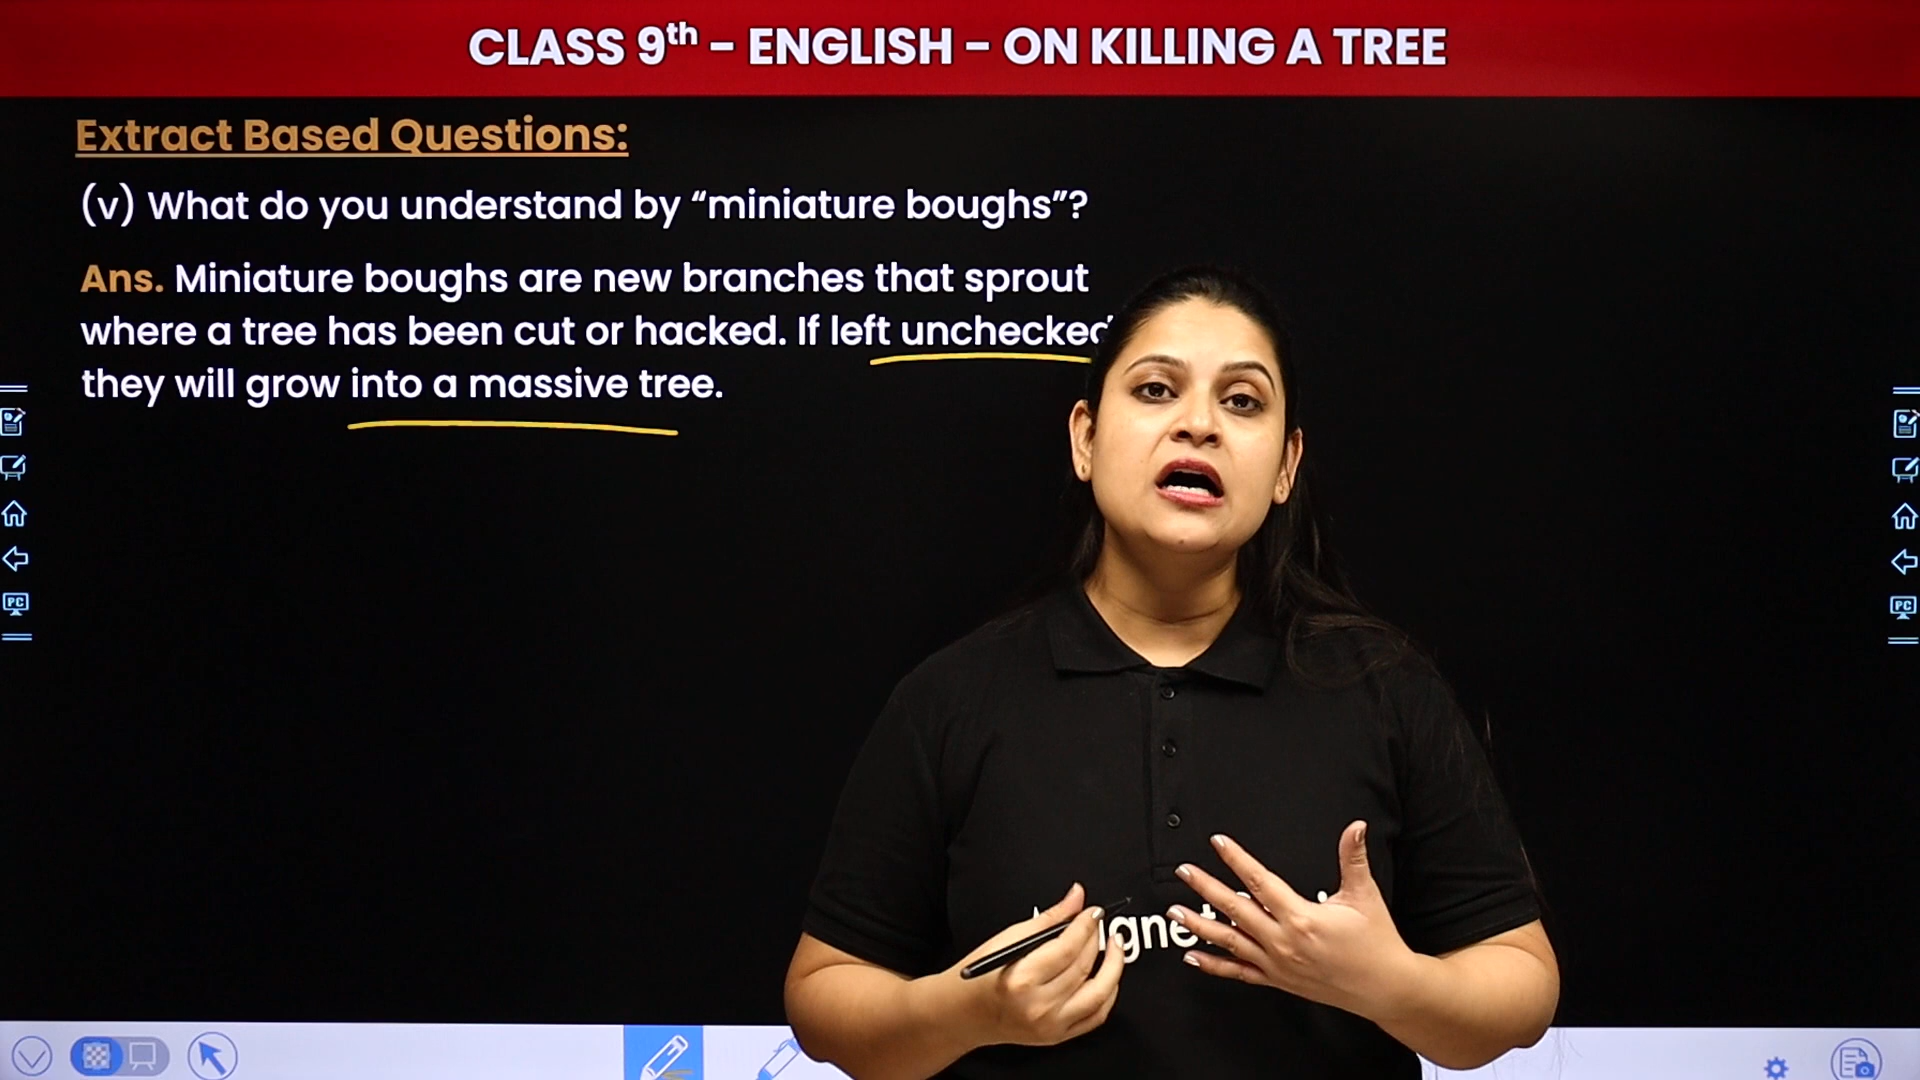 CLASS 9th – ENGLISH – ON KILLING A TREE
Extract Based Questions:
(v) What do you understand by “miniature boughs”?
Ans. Miniature boughs are new branches that sprout
where a tree has been cut or hacked. If left unchecked
they will grow into a massive tree.
PC
PC